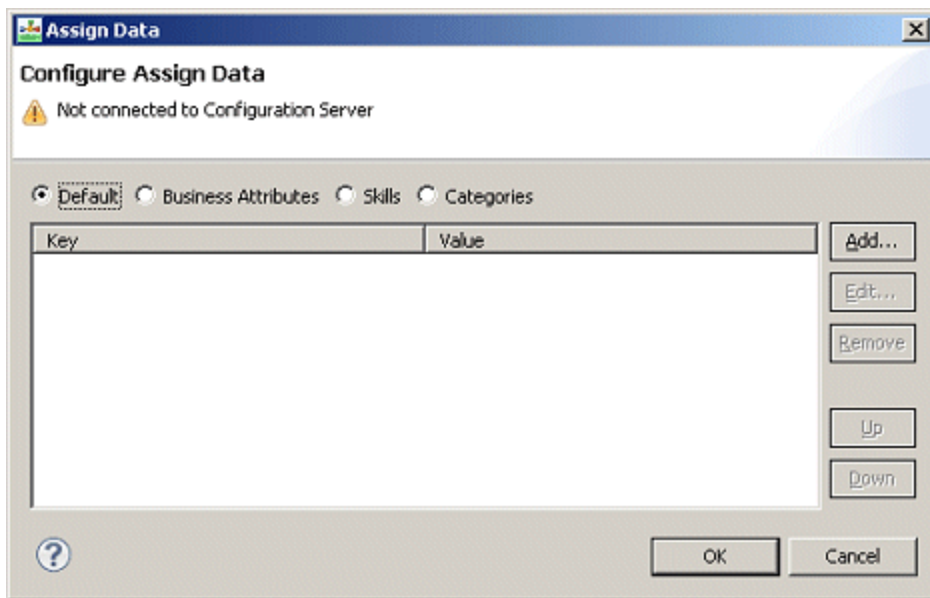 Assign Data
Configure Assign Data
Not connected to Configuration Server
Default Business Attributes Skills Categories
Key Value
Add...
Edit...
Remove
Up
Down
OK Cancel